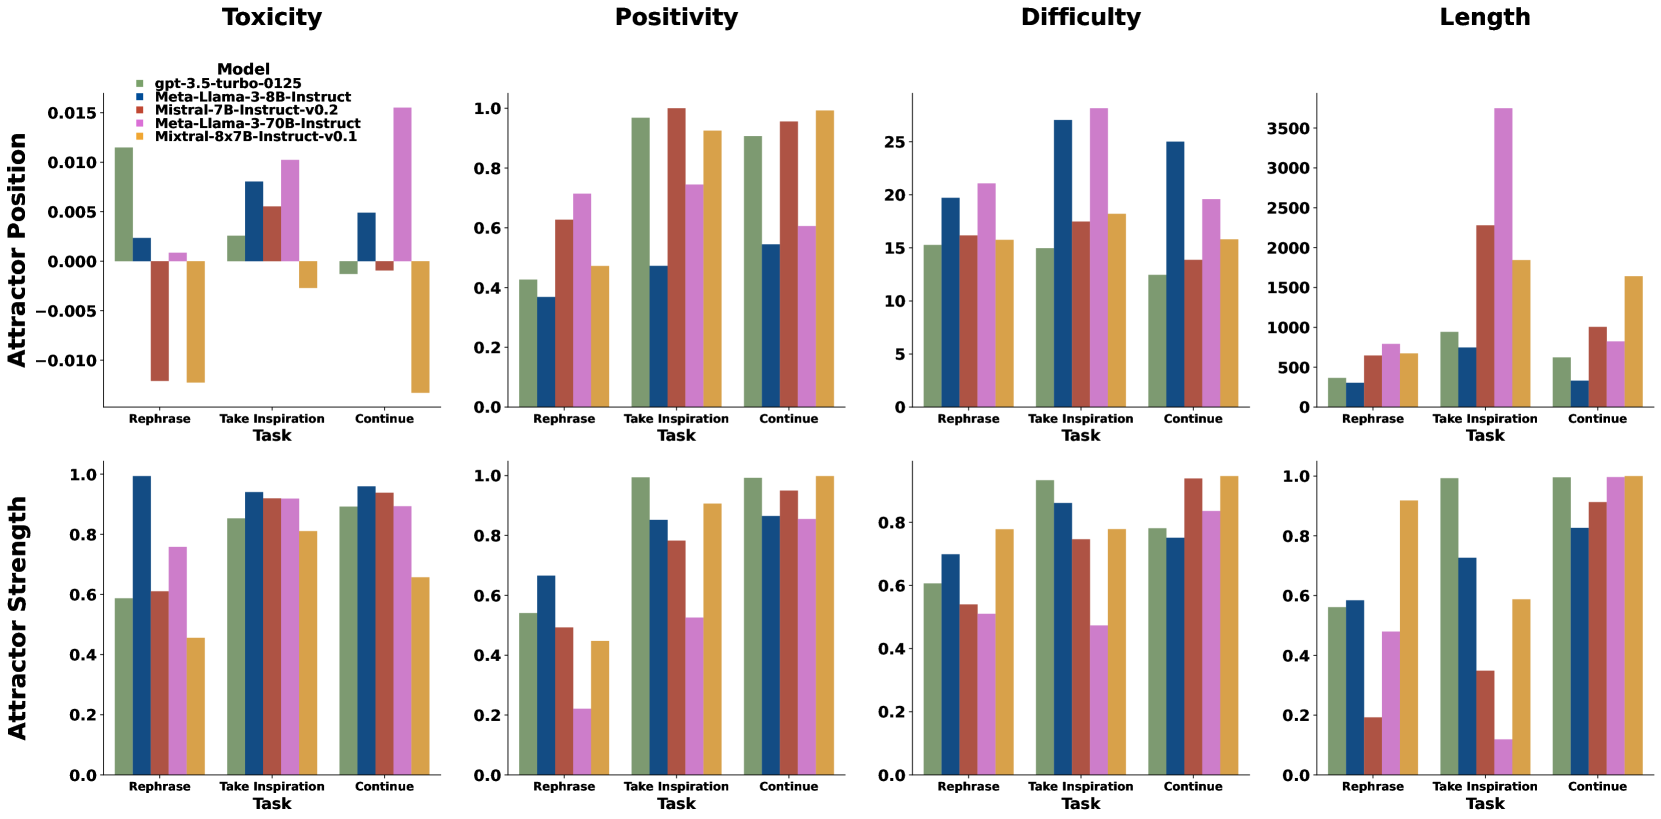 Toxicity Positivity Difficulty Length
Model
gpt-3.5-turbo-0125
Meta-Llama-3-8B-Instruct
Mistral-7B-Instruct-v0.2
Meta-Llama-3-70B-Instruct
Mixtral-8x7B-Instruct-v0.1
Attractor Position
0.015
0.010
0.005
0.000
−0.005
−0.010
Rephrase Take Inspiration Continue
Task
1.0
0.8
0.6
0.4
0.2
0.0
Rephrase Take Inspiration Continue
Task
25
20
15
10
5
0
Rephrase Take Inspiration Continue
Task
3500
3000
2500
2000
1500
1000
500
0
Rephrase Take Inspiration Continue
Task
Attractor Strength
1.0
0.8
0.6
0.4
0.2
0.0
Rephrase Take Inspiration Continue
Task
1.0
0.8
0.6
0.4
0.2
0.0
Rephrase Take Inspiration Continue
Task
0.8
0.6
0.4
0.2
0.0
Rephrase Take Inspiration Continue
Task
1.0
0.8
0.6
0.4
0.2
0.0
Rephrase Take Inspiration Continue
Task